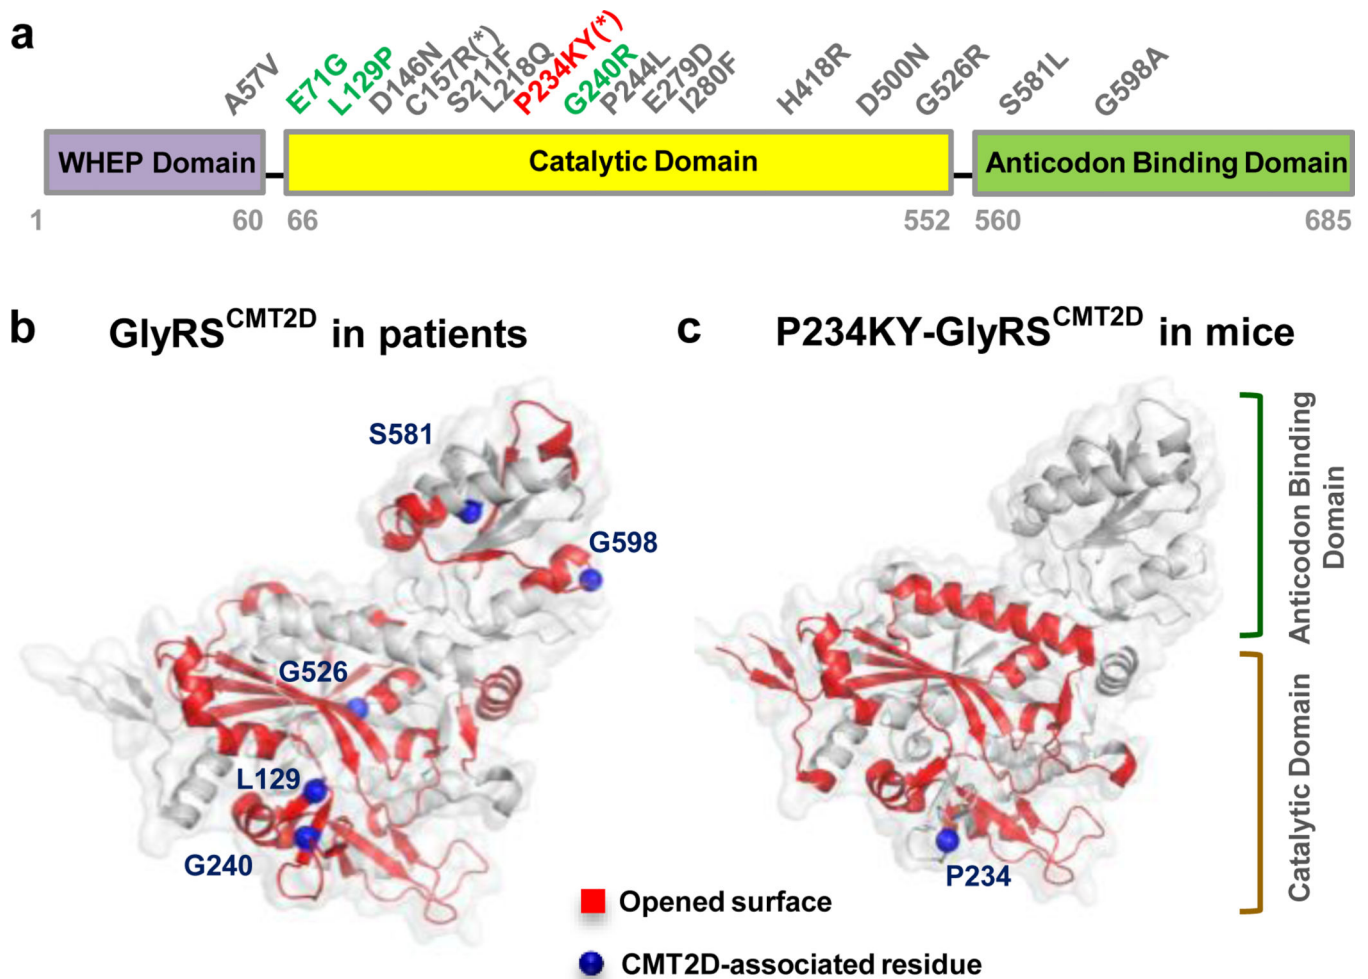 a
A57V
E71G
L129P
D146N
C157R(*)
S211F
L218Q
P234KY(*)
G240R
P244L
E279D
I280F
H418R
D500N
G526R
S581L
G598A
WHEP Domain
Catalytic Domain
Anticodon Binding Domain
1 60 66 552 560 685
b GlyRS^CMT2D in patients
c P234KY-GlyRS^CMT2D in mice
S581
G598
G526
L129
G240
P234
Anticodon Binding
Domain
Catalytic Domain
Opened surface
CMT2D-associated residue